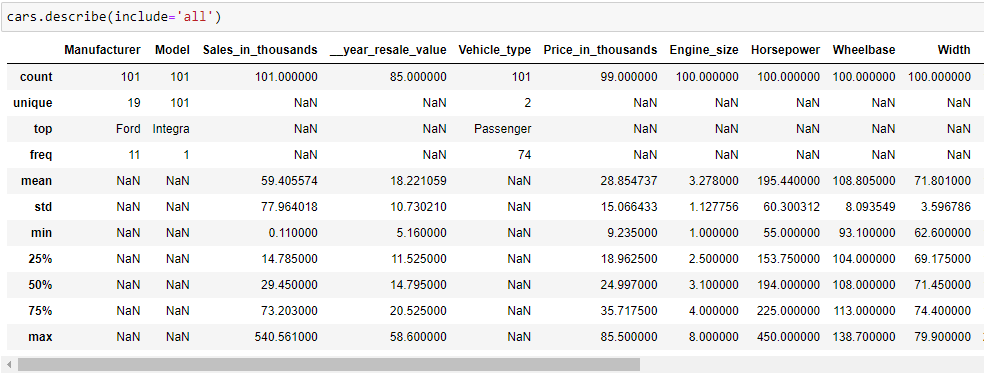 cars.describe(include='all')
Manufacturer Model Sales_in_thousands __year_resale_value Vehicle_type Price_in_thousands Engine_size Horsepower Wheelbase Width
count 101 101 101.000000 85.000000 101 99.000000 100.000000 100.000000 100.000000 100.000000
unique 19 101 NaN NaN 2 NaN NaN NaN NaN NaN
top Ford Integra NaN NaN Passenger NaN NaN NaN NaN NaN
freq 11 1 NaN NaN 74 NaN NaN NaN NaN NaN
mean NaN NaN 59.405574 18.221059 NaN 28.854737 3.278000 195.440000 108.805000 71.801000
std NaN NaN 77.964018 10.730210 NaN 15.066433 1.127756 60.300312 8.093549 3.596786
min NaN NaN 0.110000 5.160000 NaN 9.235000 1.000000 55.000000 93.100000 62.600000
25% NaN NaN 14.785000 11.525000 NaN 18.962500 2.500000 153.750000 104.000000 69.175000
50% NaN NaN 29.450000 14.795000 NaN 24.997000 3.100000 194.000000 108.000000 71.450000
75% NaN NaN 73.203000 20.525000 NaN 35.717500 4.000000 225.000000 113.000000 74.400000
max NaN NaN 540.561000 58.600000 NaN 85.500000 8.000000 450.000000 138.700000 79.900000